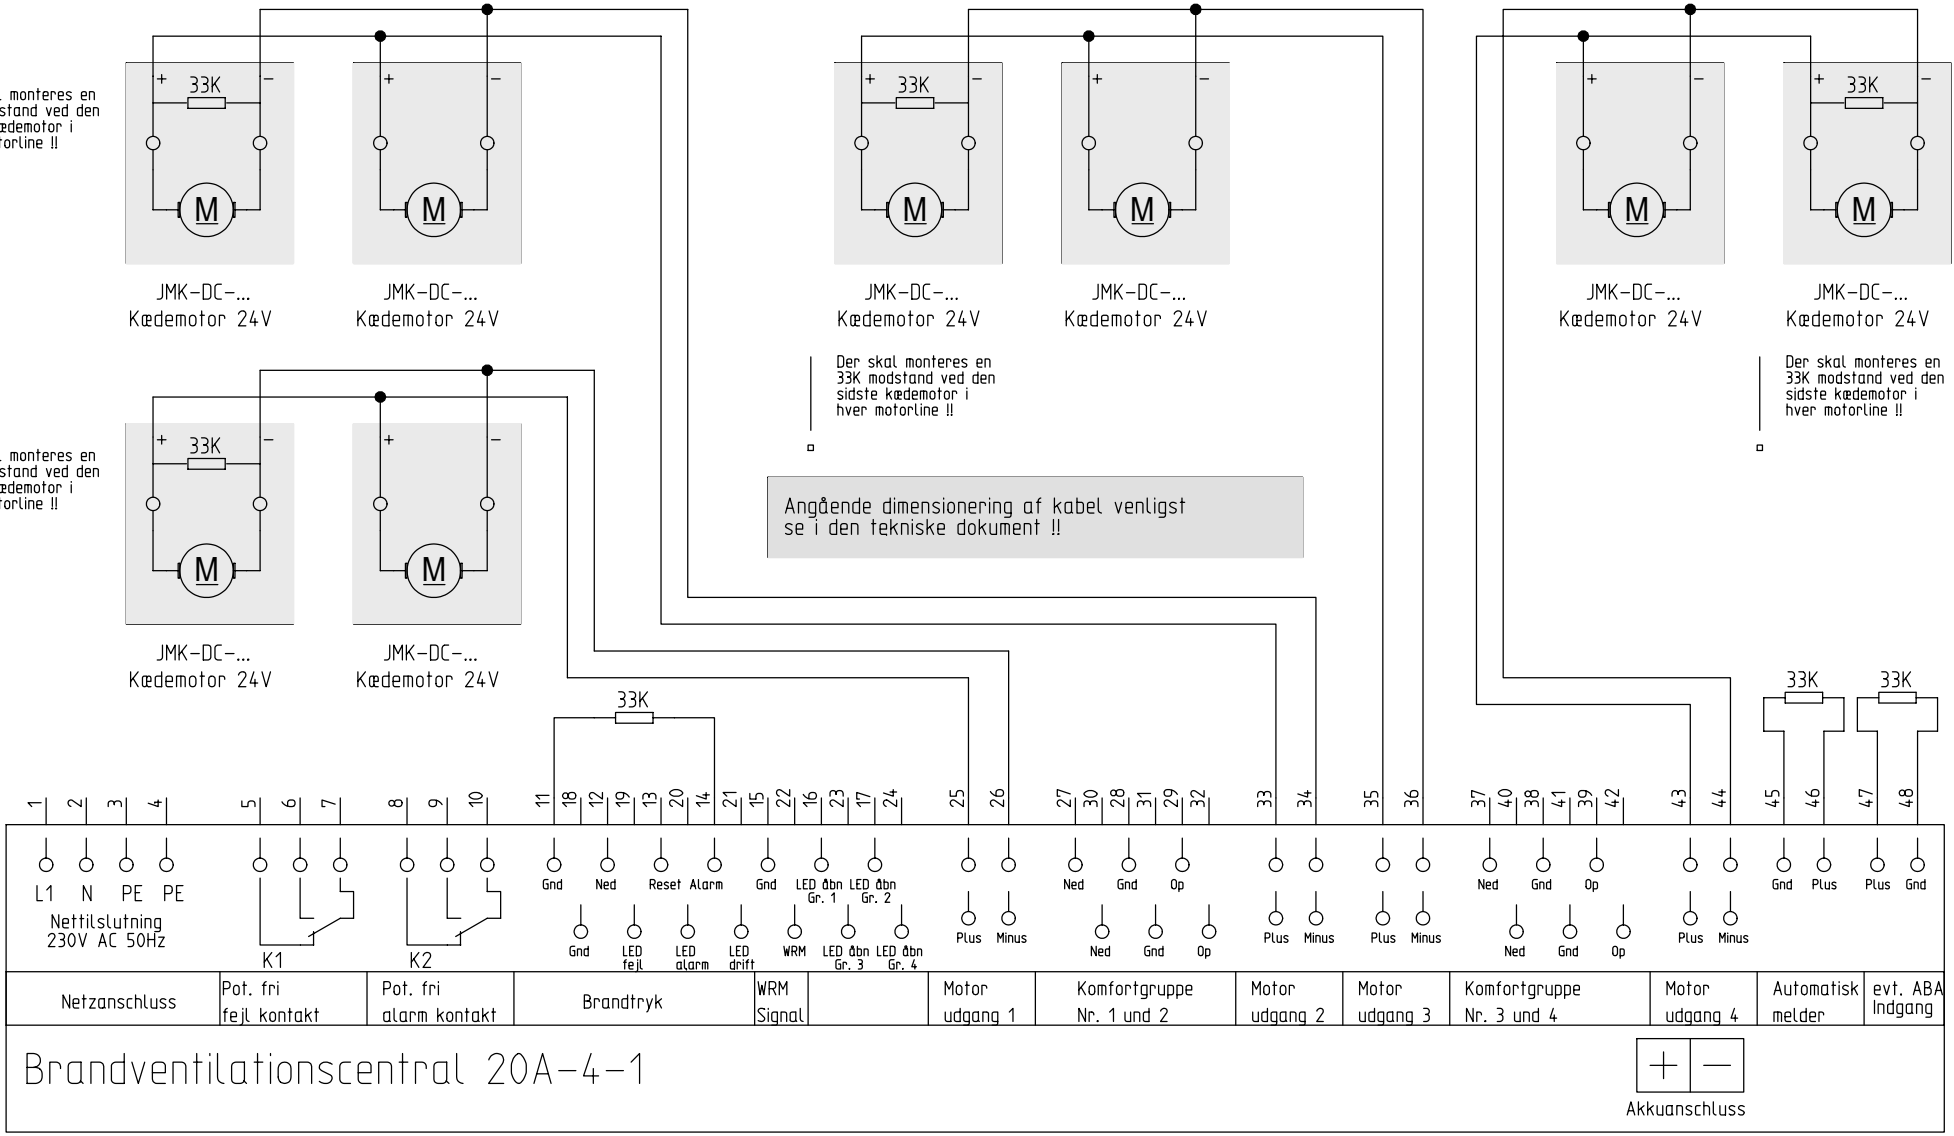 + 33K −
+ −
+ 33K −
+ −
+ −
+ 33K −
monteres en
stand ved den
M
M
M
M
M
M
JMK-DC-...
Kædemotor 24V
JMK-DC-...
Kædemotor 24V
JMK-DC-...
Kædemotor 24V
JMK-DC-...
Kædemotor 24V
JMK-DC-...
Kædemotor 24V
JMK-DC-...
Kædemotor 24V
Der skal monteres en
33K modstand ved den
sidste kædemotor i
hver motorline !!
Der skal monteres en
33K modstand ved den
sidste kædemotor i
hver motorline !!
+ 33K −
+ −
monteres en
stand ved den
M
M
JMK-DC-...
Kædemotor 24V
JMK-DC-...
Kædemotor 24V
Angående dimensionering af kabel venligst
se i den tekniske dokument !!
33K
33K
33K
1 2 3 4 5 6 7 8 9 10 11 18 12 19 13 20 14 21 15 22 16 23 17 24 25 26 27 30 28 31 29 32 33 34 35 36 37 40 38 41 39 42 43 44 45 46 47 48
L1 N PE PE
Nettilslutning
230V AC 50Hz
K1
K2
Gnd Ned Reset Alarm Gnd LED åbn Gr. 1 LED åbn Gr. 2
Gnd LED fejl LED alarm LED drift WRM LED åbn Gr. 3 LED åbn Gr. 4
Plus Minus
Ned Gnd Op
Ned Gnd Op
Plus Minus
Plus Minus
Ned Gnd Op
Ned Gnd Op
Plus Minus
Gnd Plus
Plus Gnd
Netzanschluss
Pot. fri
fejl kontakt
Pot. fri
alarm kontakt
Brandtryk
WRM
Signal
Motor
udgang 1
Komfortgruppe
Nr. 1 und 2
Motor
udgang 2
Motor
udgang 3
Komfortgruppe
Nr. 3 und 4
Motor
udgang 4
Automatisk
melder
evt. ABA
Indgang
Brandventilationscentral 20A-4-1
+ −
Akkuanschluss